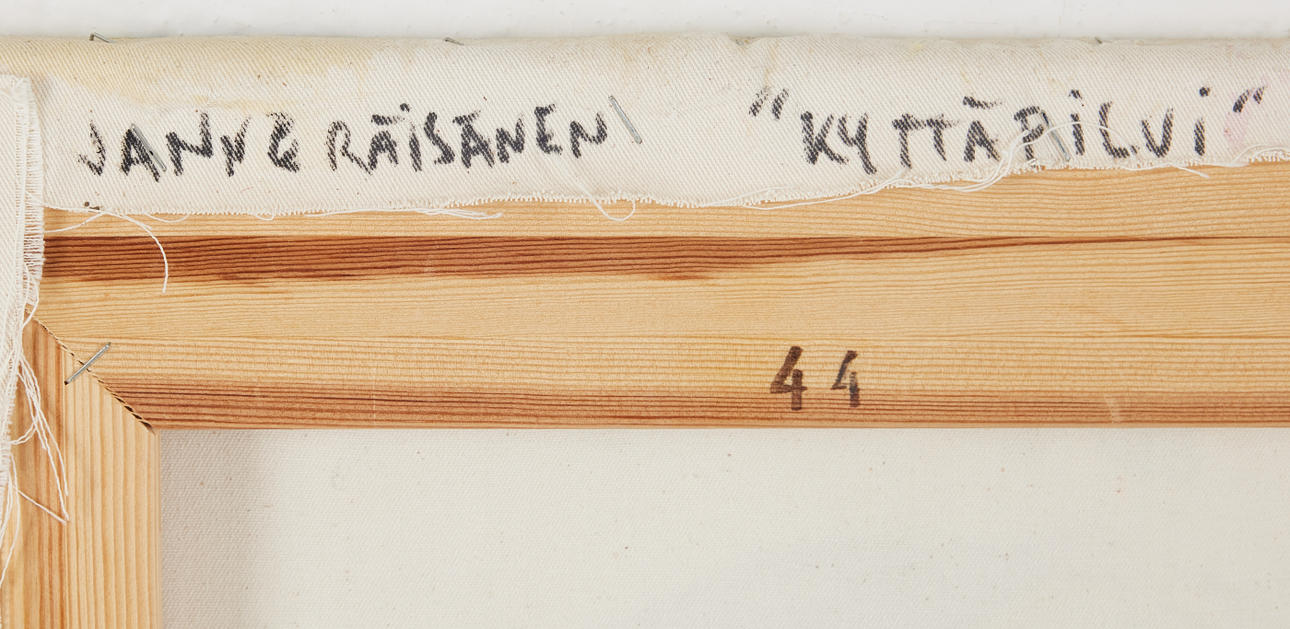 JANNE RÄISÄNEN "KYTTÄPILVI"
44